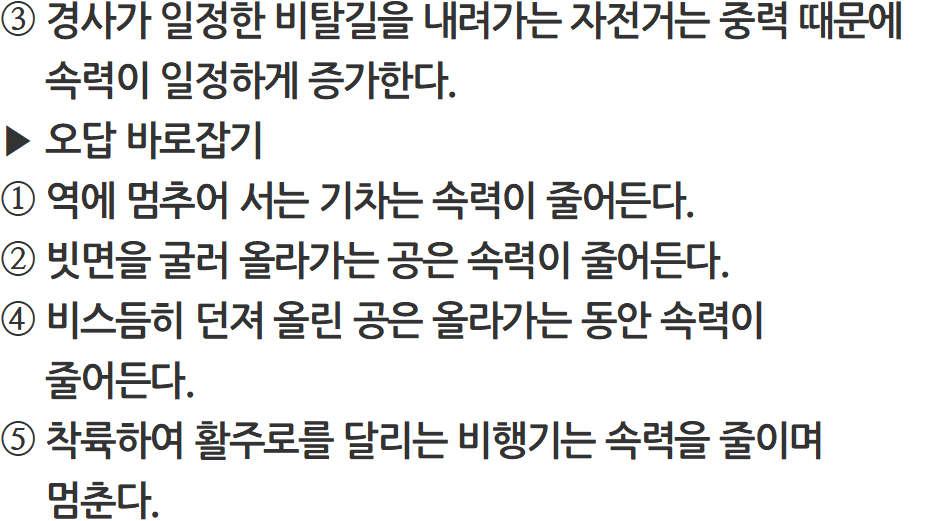 ③ 경사가 일정한 비탈길을 내려가는 자전거는 중력 때문에
속력이 일정하게 증가한다.
▶ 오답 바로잡기
① 역에 멈추어 서는 기차는 속력이 줄어든다.
② 빗면을 굴러 올라가는 공은 속력이 줄어든다.
④ 비스듬히 던져 올린 공은 올라가는 동안 속력이
줄어든다.
⑤ 착륙하여 활주로를 달리는 비행기는 속력을 줄이며
멈춘다.